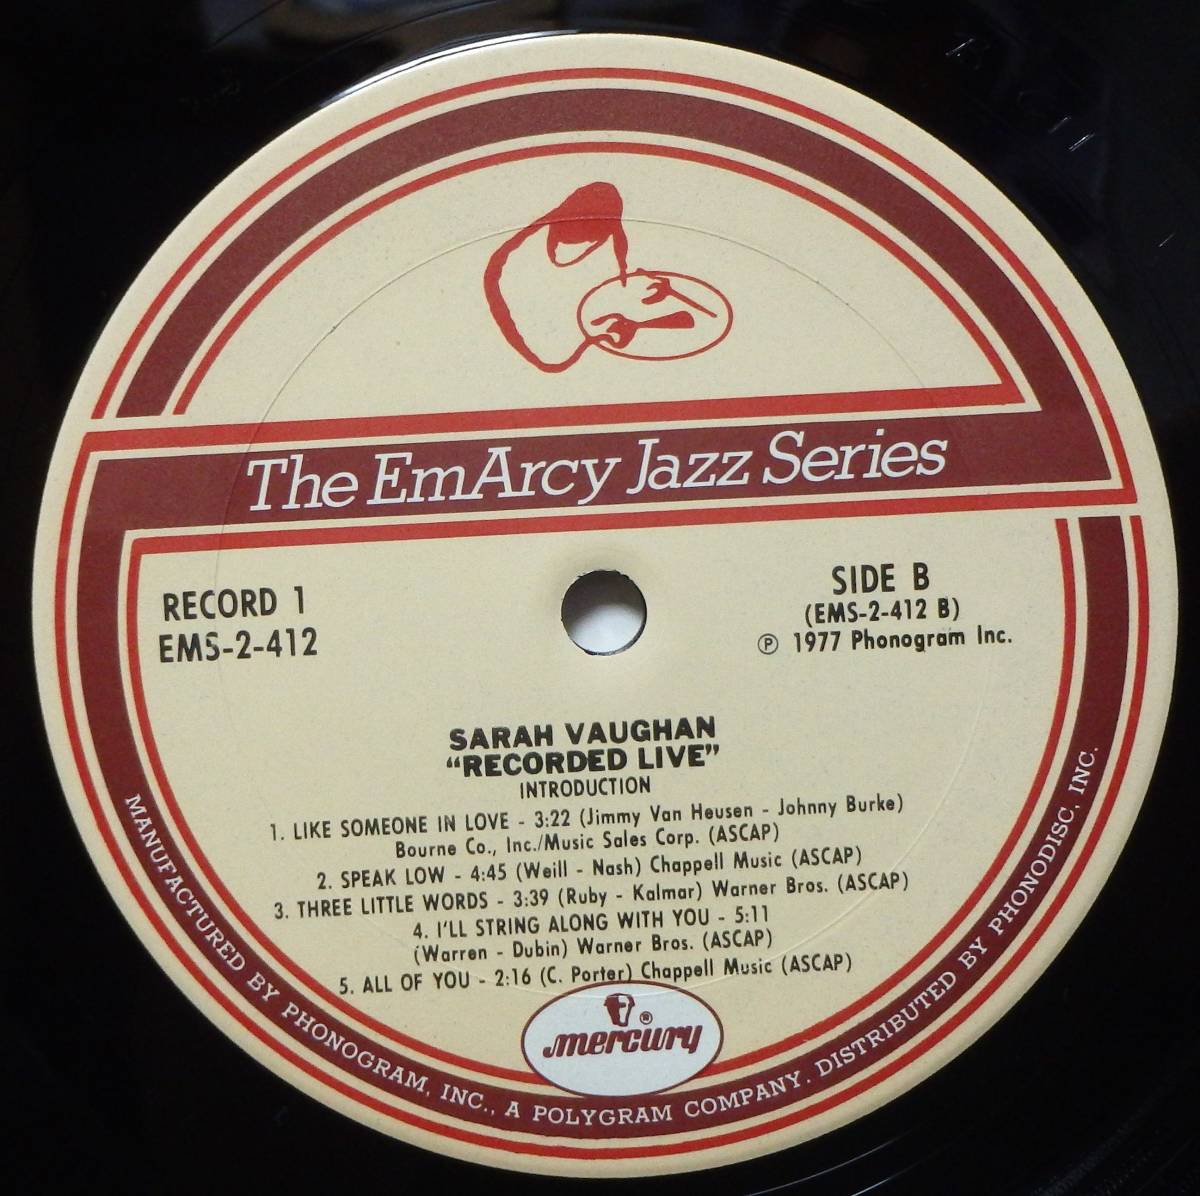 The EmArcy Jazz Series
RECORD 1
EMS-2-412
SIDE B
(EMS-2-412 B)
Ⓟ 1977 Phonogram Inc.
SARAH VAUGHAN
“RECORDED LIVE”
INTRODUCTION
1. LIKE SOMEONE IN LOVE - 3:22 (Jimmy Van Heusen - Johnny Burke)
Bourne Co., Inc./Music Sales Corp. (ASCAP)
2. SPEAK LOW - 4:45 (Weill - Nash) Chappell Music (ASCAP)
3. THREE LITTLE WORDS - 3:39 (Ruby - Kalmar) Warner Bros. (ASCAP)
4. I'LL STRING ALONG WITH YOU - 5:11
(Warren - Dubin) Warner Bros. (ASCAP)
5. ALL OF YOU - 2:16 (C. Porter) Chappell Music (ASCAP)
mercury®
MANUFACTURED BY PHONOGRAM, INC., A POLYGRAM COMPANY. DISTRIBUTED BY PHONODISC, INC.